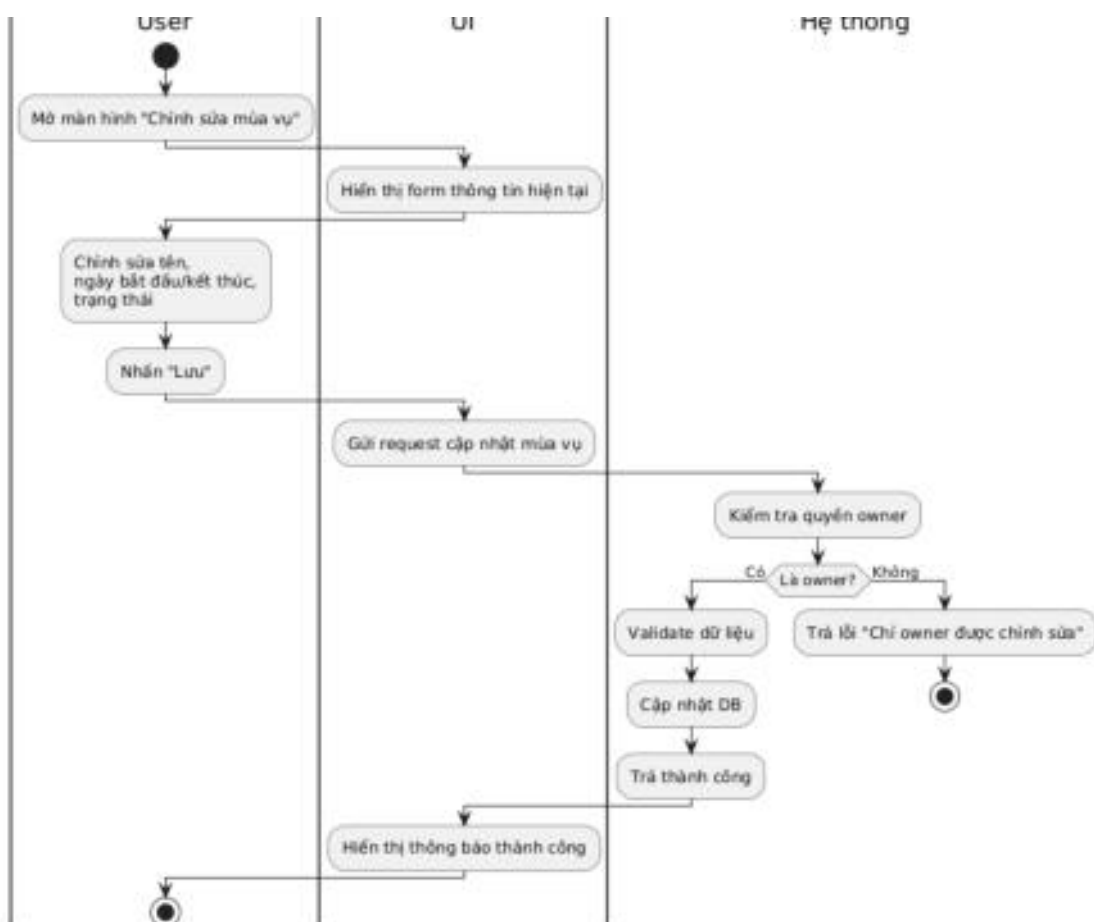 User
UI
Hệ thống
Mở màn hình "Chỉnh sửa mùa vụ"
Hiển thị form thông tin hiện tại
Chỉnh sửa tên,
ngày bắt đầu/kết thúc,
trạng thái
Nhấn "Lưu"
Gửi request cập nhật mùa vụ
Kiểm tra quyền owner
Là owner?
Có
Không
Validate dữ liệu
Trả lỗi "Chỉ owner được chỉnh sửa"
Cập nhật DB
Trả thành công
Hiển thị thông báo thành công